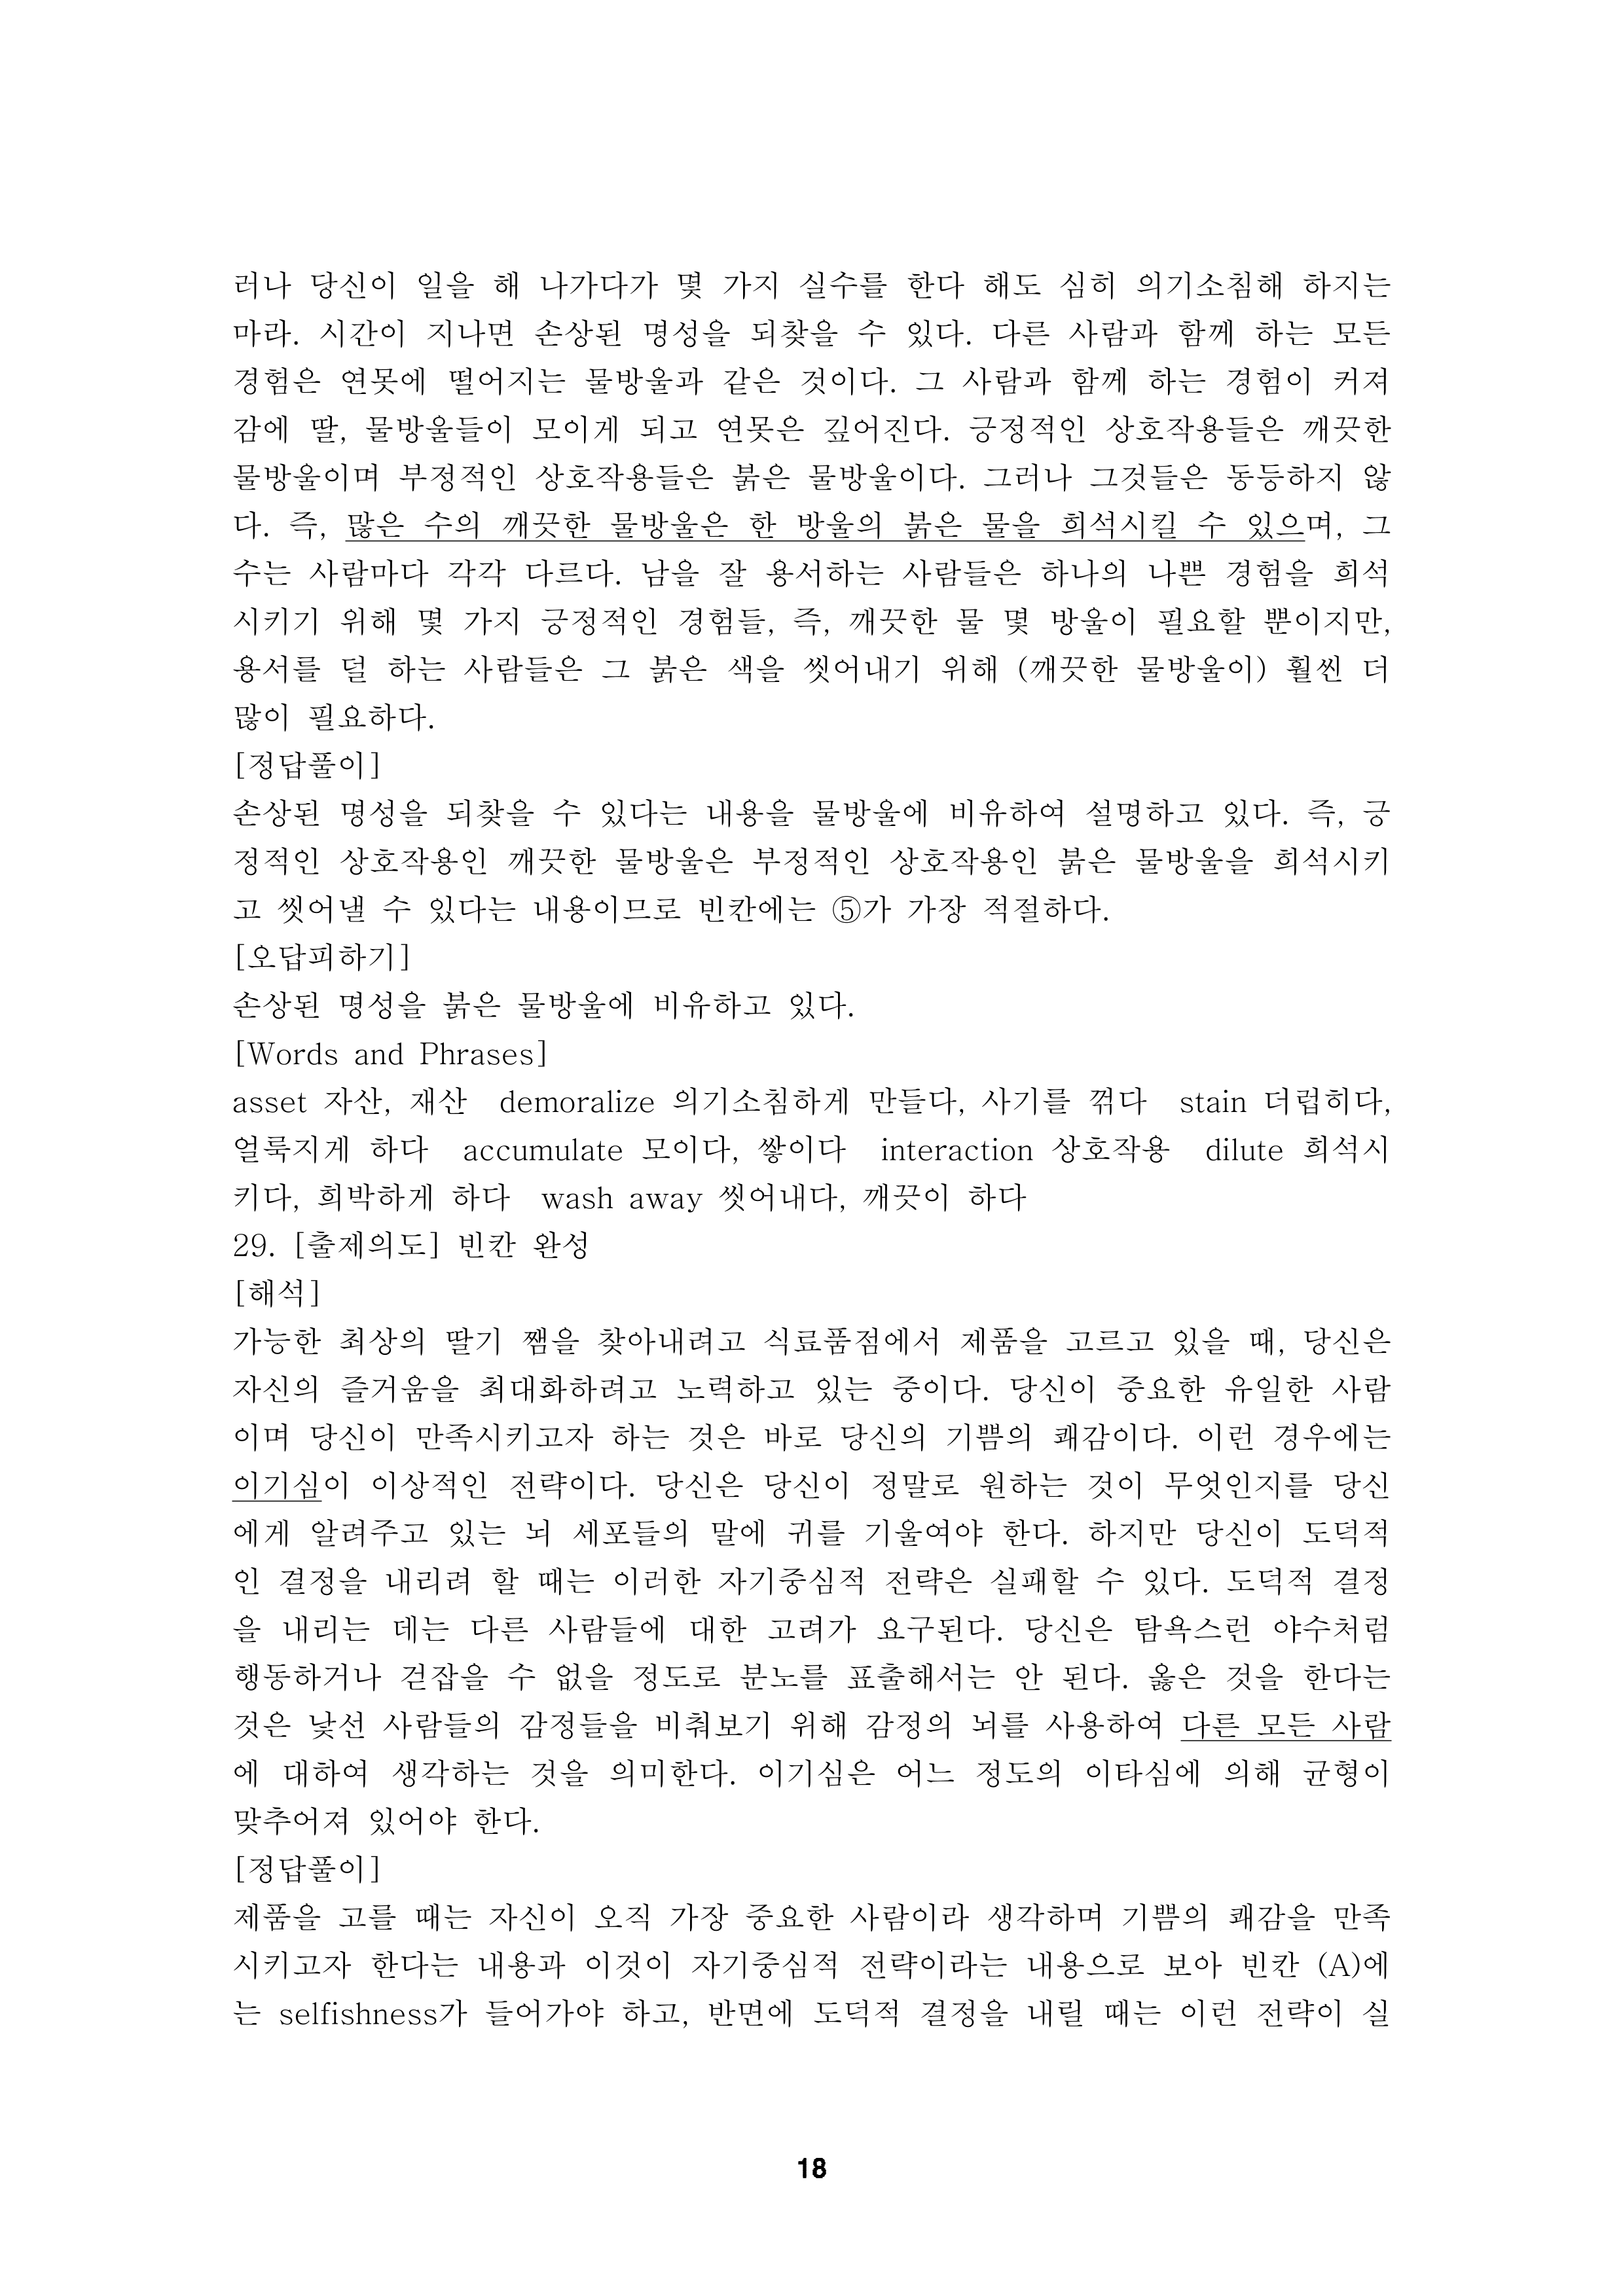 러나 당신이 일을 해 나가다가 몇 가지 실수를 한다 해도 심히 의기소침해 하지는
마라. 시간이 지나면 손상된 명성을 되찾을 수 있다. 다른 사람과 함께 하는 모든
경험은 연못에 떨어지는 물방울과 같은 것이다. 그 사람과 함께 하는 경험이 커져
감에 딸, 물방울들이 모이게 되고 연못은 깊어진다. 긍정적인 상호작용들은 깨끗한
물방울이며 부정적인 상호작용들은 붉은 물방울이다. 그러나 그것들은 동등하지 않
다. 즉, 많은 수의 깨끗한 물방울은 한 방울의 붉은 물을 희석시킬 수 있으며, 그
수는 사람마다 각각 다르다. 남을 잘 용서하는 사람들은 하나의 나쁜 경험을 희석
시키기 위해 몇 가지 긍정적인 경험들, 즉, 깨끗한 물 몇 방울이 필요할 뿐이지만,
용서를 덜 하는 사람들은 그 붉은 색을 씻어내기 위해 (깨끗한 물방울이) 훨씬 더
많이 필요하다.
[정답풀이]
손상된 명성을 되찾을 수 있다는 내용을 물방울에 비유하여 설명하고 있다. 즉, 긍
정적인 상호작용인 깨끗한 물방울은 부정적인 상호작용인 붉은 물방울을 희석시키
고 씻어낼 수 있다는 내용이므로 빈칸에는 ⑤가 가장 적절하다.
[오답피하기]
손상된 명성을 붉은 물방울에 비유하고 있다.
[Words and Phrases]
asset 자산, 재산  demoralize 의기소침하게 만들다, 사기를 꺾다  stain 더럽히다,
얼룩지게 하다  accumulate 모이다, 쌓이다  interaction 상호작용  dilute 희석시
키다, 희박하게 하다  wash away 씻어내다, 깨끗이 하다
29. [출제의도] 빈칸 완성
[해석]
가능한 최상의 딸기 쨈을 찾아내려고 식료품점에서 제품을 고르고 있을 때, 당신은
자신의 즐거움을 최대화하려고 노력하고 있는 중이다. 당신이 중요한 유일한 사람
이며 당신이 만족시키고자 하는 것은 바로 당신의 기쁨의 쾌감이다. 이런 경우에는
이기심이 이상적인 전략이다. 당신은 당신이 정말로 원하는 것이 무엇인지를 당신
에게 알려주고 있는 뇌 세포들의 말에 귀를 기울여야 한다. 하지만 당신이 도덕적
인 결정을 내리려 할 때는 이러한 자기중심적 전략은 실패할 수 있다. 도덕적 결정
을 내리는 데는 다른 사람들에 대한 고려가 요구된다. 당신은 탐욕스런 야수처럼
행동하거나 걷잡을 수 없을 정도로 분노를 표출해서는 안 된다. 옳은 것을 한다는
것은 낯선 사람들의 감정들을 비춰보기 위해 감정의 뇌를 사용하여 다른 모든 사람
에 대하여 생각하는 것을 의미한다. 이기심은 어느 정도의 이타심에 의해 균형이
맞추어져 있어야 한다.
[정답풀이]
제품을 고를 때는 자신이 오직 가장 중요한 사람이라 생각하며 기쁨의 쾌감을 만족
시키고자 한다는 내용과 이것이 자기중심적 전략이라는 내용으로 보아 빈칸 (A)에
는 selfishness가 들어가야 하고, 반면에 도덕적 결정을 내릴 때는 이런 전략이 실
18